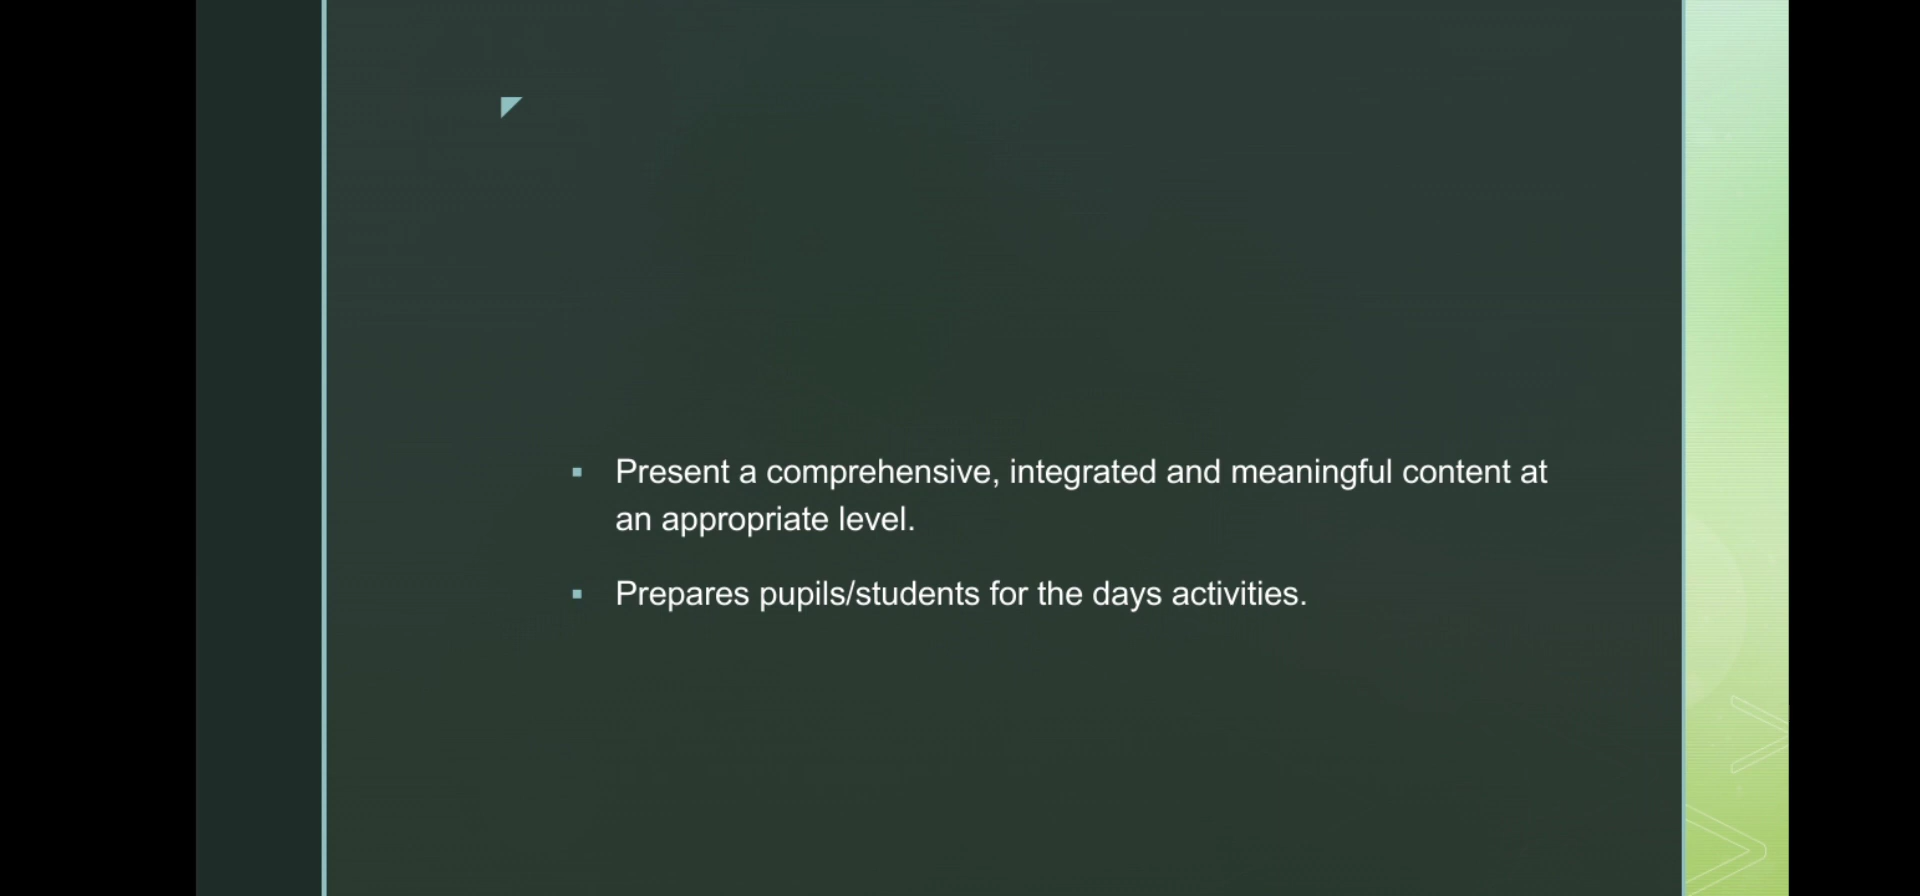 Present a comprehensive, integrated and meaningful content at
an appropriate level.
Prepares pupils/students for the days activities.